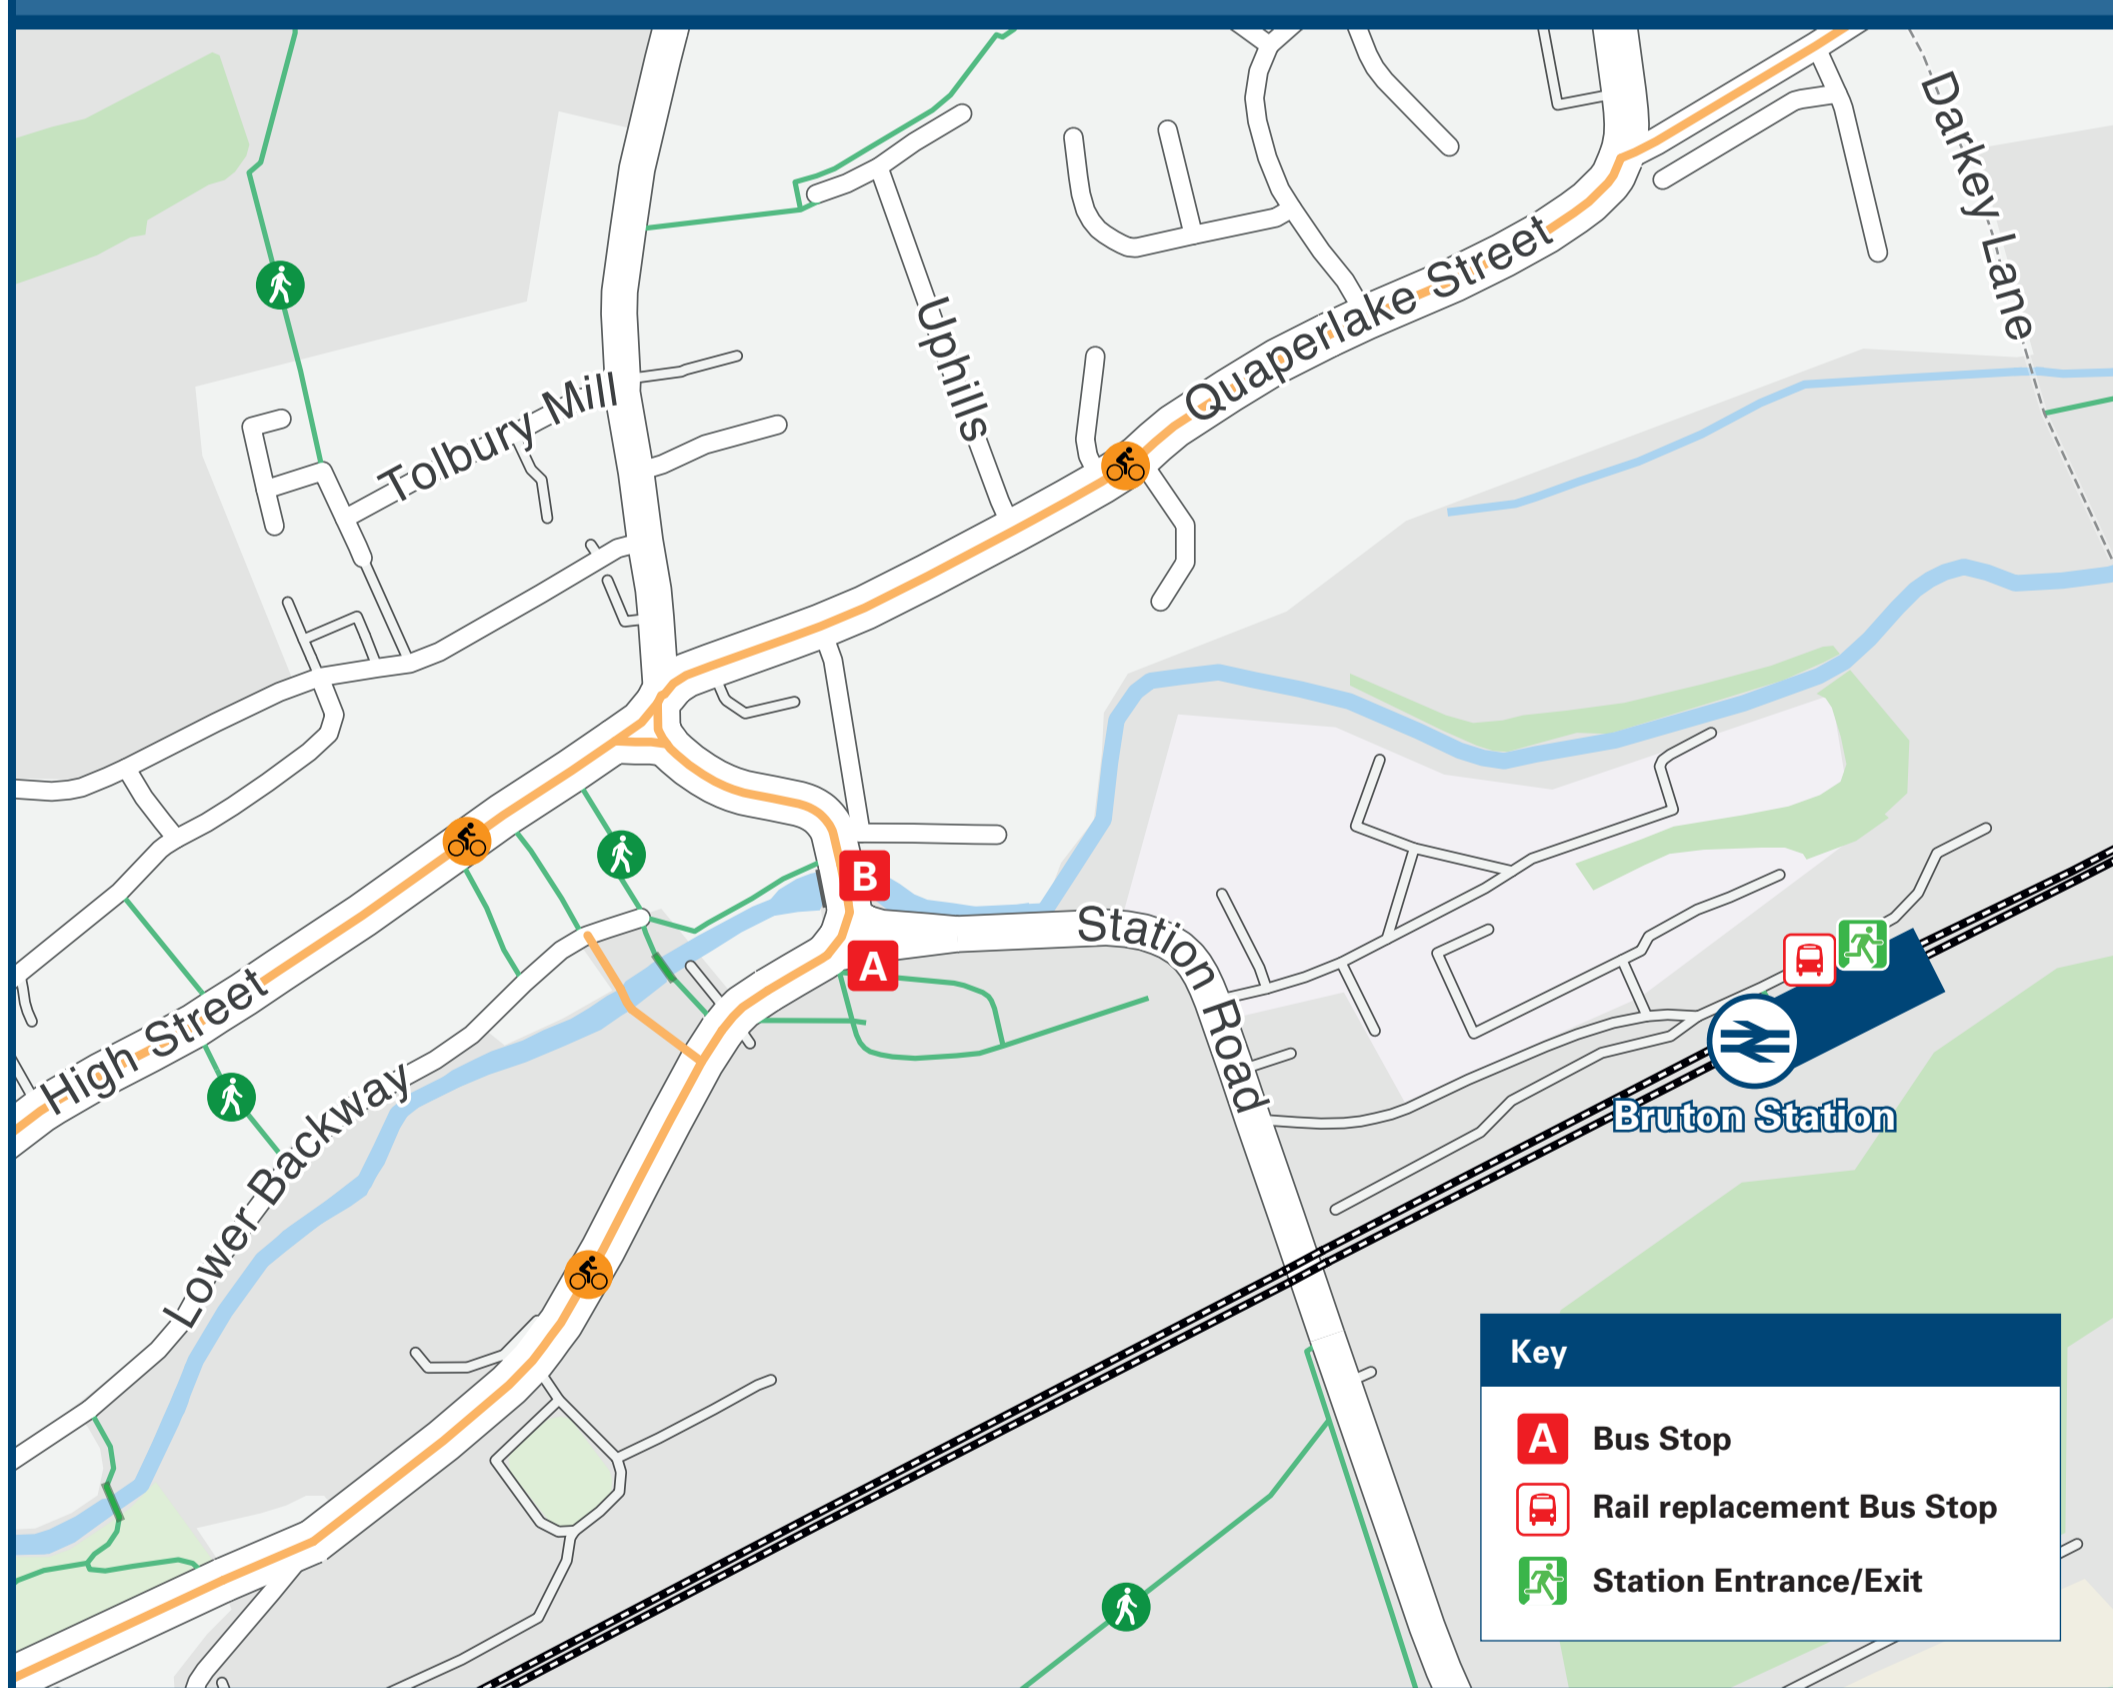 Darkey Lane
Quaperlake Street
Uphills
Tolbury Mill
B
Station Road
A
High Street
Lower Backway
Bruton Station
Key
A Bus Stop
Rail replacement Bus Stop
Station Entrance/Exit